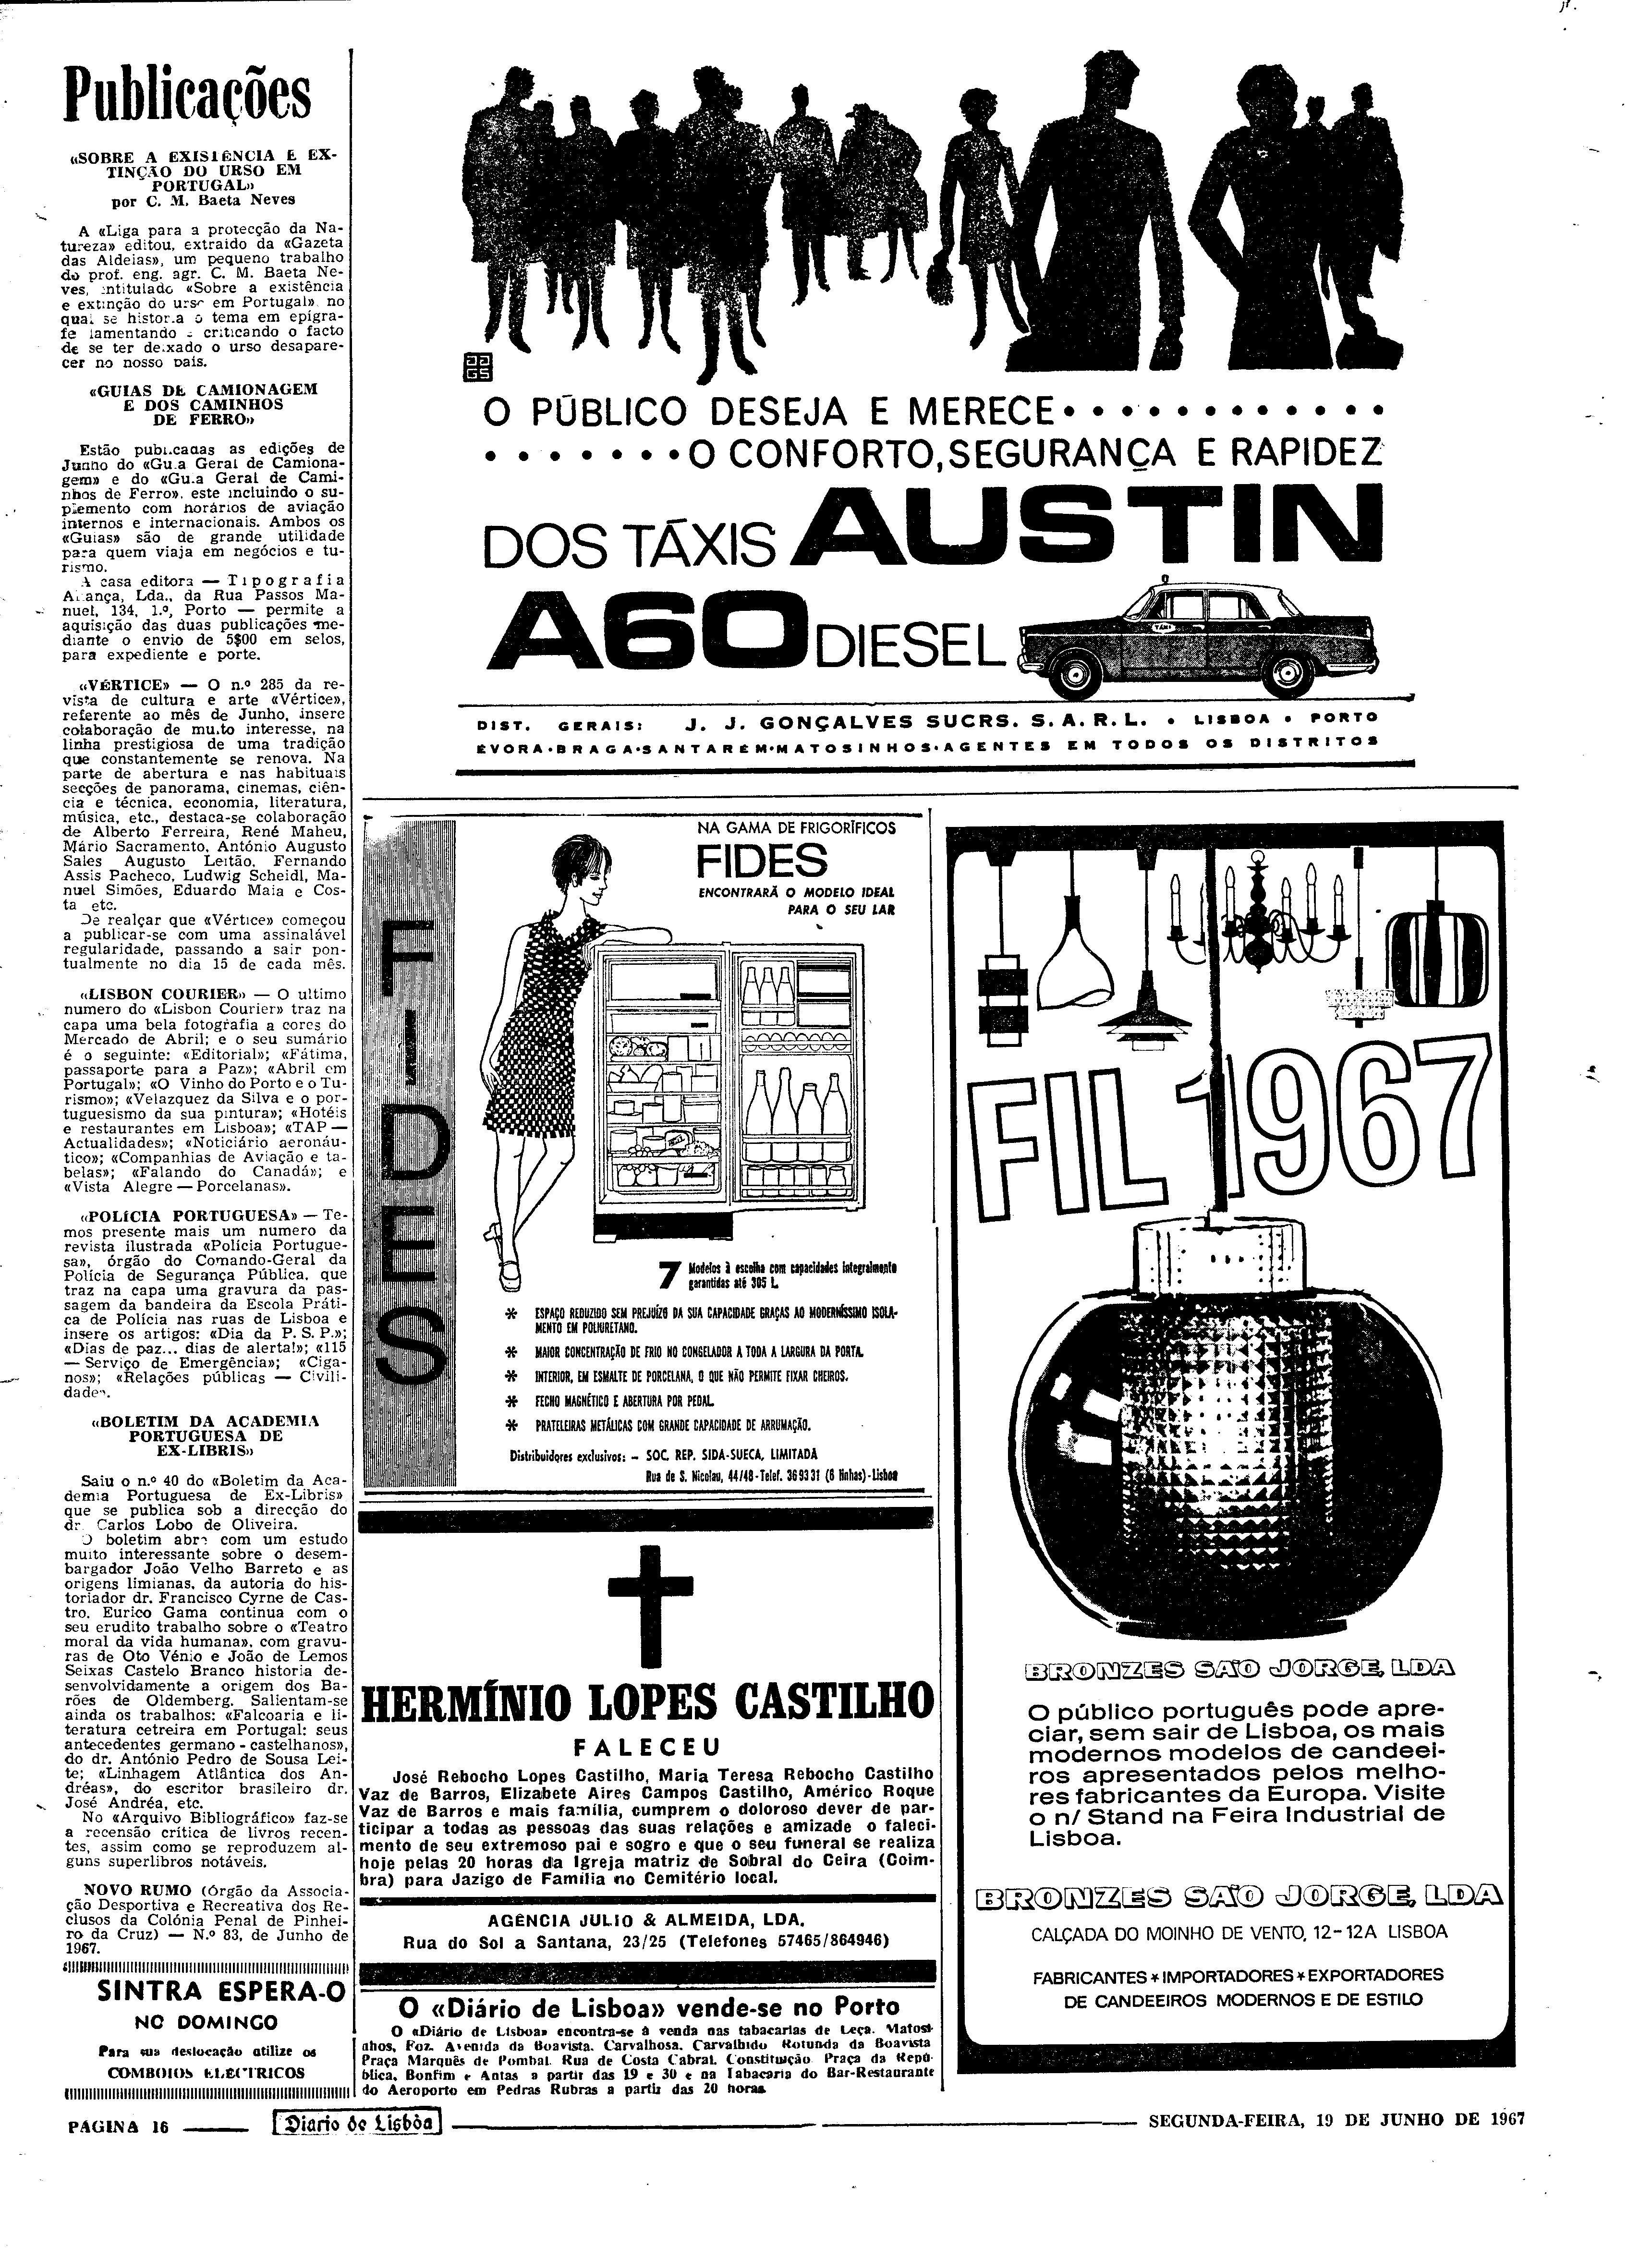 Publicações
«SOBRE A EXISTÊNCIA E EX-
TINÇÃO DO URSO EM
PORTUGAL»
por C. M. Baeta Neves
A «Liga para a protecção da Na-
tureza» editou, extraido da «Gazeta
das Aldeias», um pequeno trabalho
do prof. eng. agr. C. M. Baeta Ne-
ves, intitulado «Sobre a existência
e extinção do urso em Portugal» no
qual se historia o tema em epigra-
fe lamentando e criticando o facto
de se ter deixado o urso desapare-
cer no nosso país.
«GUIAS DE CAMIONAGEM
E DOS CAMINHOS
DE FERRO»
Estão publicadas as edições de
Junho do «Guia Geral de Camiona-
gem» e do «Guia Geral de Cami-
nhos de Ferro», este incluindo o su-
plemento com horários de aviação
internos e internacionais. Ambos os
«Guias» são de grande utilidade
para quem viaja em negócios e tu-
rismo.
A casa editora — Tipografia
Aliança, Lda., da Rua Passos Ma-
nuel, 134, 1.º, Porto — permite a
aquisição das duas publicações me-
diante o envio de 5$00 em selos,
para expediente e porte.
«VÉRTICE» — O n.º 285 da re-
vista de cultura e arte «Vértice»,
referente ao mês de Junho, insere
colaboração de muito interesse, na
linha prestigiosa de uma tradição
que constantemente se renova. Na
parte de abertura e nas habituais
secções de panorama, cinemas, ciên-
cia e técnica, economia, literatura,
música, etc., destaca-se colaboração
de Alberto Ferreira, René Maheu,
Mário Sacramento, António Augusto
Sales Augusto Leitão, Fernando
Assis Pacheco, Ludwig Scheidl, Ma-
nuel Simões, Eduardo Maia e Cos-
ta etc.
De realçar que «Vértice» começou
a publicar-se com uma assinalável
regularidade, passando a sair pon-
tualmente no dia 15 de cada mês.
«LISBON COURIER» — O ultimo
numero do «Lisbon Courier» traz na
capa uma bela fotografia a cores do
Mercado de Abril; e o seu sumário
é o seguinte: «Editorial»; «Fátima,
passaporte para a Paz»; «Abril em
Portugal»; «O Vinho do Porto e o Tu-
rismo»; «Velazquez da Silva e o por-
tuguesismo da sua pintura»; «Hotéis
e restaurantes em Lisboa»; «TAP —
Actualidades»; «Noticiário aeronáu-
tico»; «Companhias de Aviação e ta-
belas»; «Falando do Canadá»; e
«Vista Alegre — Porcelanas».
«POLÍCIA PORTUGUESA» — Te-
mos presente mais um numero da
revista ilustrada «Polícia Portugue-
sa», órgão do Comando-Geral da
Polícia de Segurança Pública, que
traz na capa uma gravura da pas-
sagem da bandeira da Escola Práti-
ca de Polícia nas ruas de Lisboa e
insere os artigos: «Dia da P. S. P.»;
«Dias de paz... dias de alerta!»; «115
— Serviço de Emergência»; «Ciga-
nos»; «Relações públicas — Civili-
dade».
«BOLETIM DA ACADEMIA
PORTUGUESA DE
EX-LIBRIS»
Saiu o n.º 40 do «Boletim da Aca-
demia Portuguesa de Ex-Libris»
que se publica sob a direcção do
dr. Carlos Lobo de Oliveira.
O boletim abre com um estudo
muito interessante sobre o desem-
bargador João Velho Barreto e as
origens limianas, da autoria do his-
toriador dr. Francisco Cyrne de Cas-
tro. Eurico Gama continua com o
seu erudito trabalho sobre o «Teatro
moral da vida humana», com gravu-
ras de Oto Vénio e João de Lemos
Seixas Castelo Branco historia de-
senvolvidamente a origem dos Ba-
rões de Oldemberg. Salientam-se
ainda os trabalhos: «Falcoaria e li-
teratura cetreira em Portugal: seus
antecedentes germano - castelhanos»,
do dr. António Pedro de Sousa Lei-
te; «Linhagem Atlântica dos An-
dréas», do escritor brasileiro dr.
José Andréa, etc.
No «Arquivo Bibliográfico» faz-se
a recensão crítica de livros recen-
tes, assim como se reproduzem al-
guns superlibros notáveis.
NOVO RUMO (Órgão da Associa-
ção Desportiva e Recreativa dos Re-
clusos da Colónia Penal de Pinhei-
ro da Cruz) — N.º 83, de Junho de
1967.
SINTRA ESPERA-O
NO DOMINGO
Para sua deslocação utilize os
COMBOIOS ELÉCTRICOS
O PÚBLICO DESEJA E MERECE • • • • • • • • • • • •
• • • • • • • O CONFORTO, SEGURANÇA E RAPIDEZ
DOS TÁXIS AUSTIN
A60 DIESEL
TAXI
DIST. GERAIS: J. J. GONÇALVES SUCRS. S. A. R. L. • LISBOA • PORTO
ÉVORA • BRAGA • SANTARÉM • MATOSINHOS • AGENTES EM TODOS OS DISTRITOS
FIDES
NA GAMA DE FRIGORÍFICOS
FIDES
ENCONTRARÁ O MODELO IDEAL
PARA O SEU LAR
7 Modelos à escolha com capacidades integralmente
garantidas até 305 L.
* ESPAÇO REDUZIDO SEM PREJUÍZO DA SUA CAPACIDADE GRAÇAS AO MODERNÍSSIMO ISOLA-
MENTO EM POLIURETANO.
* MAIOR CONCENTRAÇÃO DE FRIO NO CONGELADOR A TODA A LARGURA DA PORTA.
* INTERIOR, EM ESMALTE DE PORCELANA, O QUE NÃO PERMITE FIXAR CHEIROS.
* FECHO MAGNÉTICO E ABERTURA POR PEDAL.
* PRATELEIRAS METÁLICAS COM GRANDE CAPACIDADE DE ARRUMAÇÃO.
Distribuidores exclusivos: — SOC. REP. SIDA-SUECA, LIMITADA
Rua de S. Nicolau, 44/48 - Telef. 369331 (6 linhas) - Lisboa
HERMÍNIO LOPES CASTILHO
FALECEU
José Rebocho Lopes Castilho, Maria Teresa Rebocho Castilho
Vaz de Barros, Elizabete Aires Campos Castilho, Américo Roque
Vaz de Barros e mais família, cumprem o doloroso dever de par-
ticipar a todas as pessoas das suas relações e amizade o faleci-
mento de seu extremoso pai e sogro e que o seu funeral se realiza
hoje pelas 20 horas da Igreja matriz de Sobral do Ceira (Coim-
bra) para Jazigo de Família no Cemitério local.
AGÊNCIA JULIO & ALMEIDA, LDA.
Rua do Sol a Santana, 23/25 (Telefones 57465/864946)
O «Diário de Lisboa» vende-se no Porto
O «Diário de Lisboa» encontra-se à venda nas tabacarias de Leça. Matosi-
nhos, Foz. Avenida da Boavista. Carvalhosa. Carvalhido Rotunda da Boavista
Praça Marquês de Pombal. Rua de Costa Cabral. Constituição. Praça da Repú-
blica, Bonfim e Antas a partir das 19 e 30 e na Tabacaria do Bar-Restaurante
do Aeroporto em Pedras Rubras a partir das 20 horas
FIL 1967
BRONZES SÃO JORGE, LDA
O público português pode apre-
ciar, sem sair de Lisboa, os mais
modernos modelos de candeei-
ros apresentados pelos melho-
res fabricantes da Europa. Visite
o n/ Stand na Feira Industrial de
Lisboa.
BRONZES SÃO JORGE, LDA
CALÇADA DO MOINHO DE VENTO, 12-12A LISBOA
FABRICANTES * IMPORTADORES * EXPORTADORES
DE CANDEEIROS MODERNOS E DE ESTILO
PÁGINA 16
Diario de Lisbôa
SEGUNDA-FEIRA, 19 DE JUNHO DE 1967